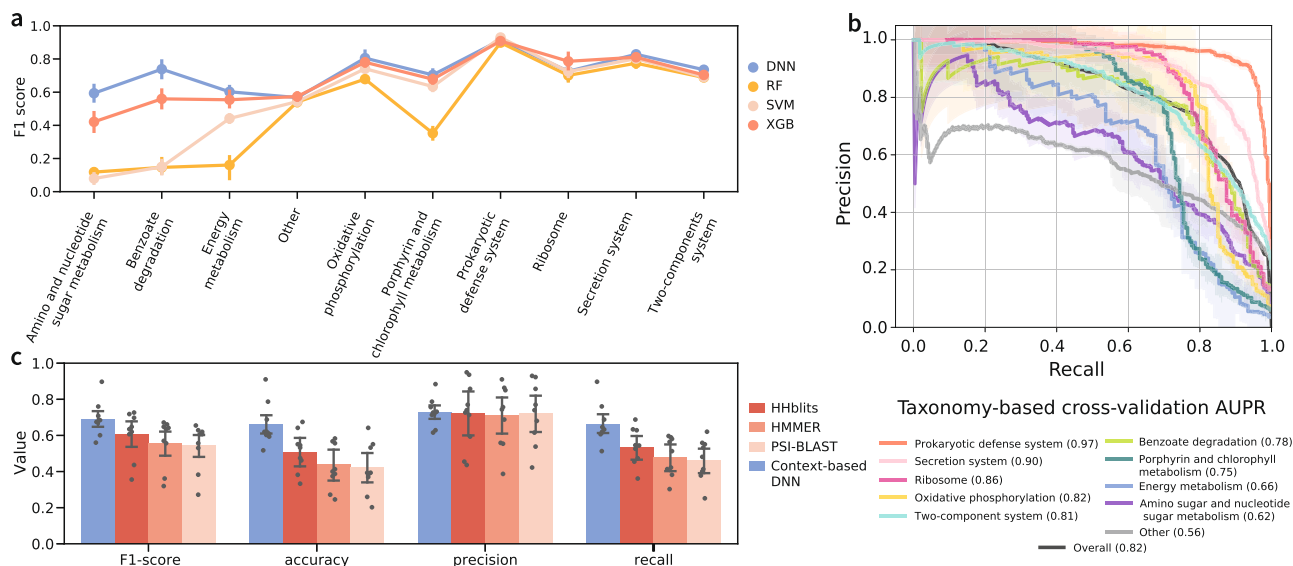 a
1.0
0.8
0.6
0.4
0.2
0.0
F1 score
DNN
RF
SVM
XGB
Amino and nucleotide
sugar metabolism
Benzoate
degradation
Energy
metabolism
Other
Oxidative
phosphorylation
Porphyrin and
chlorophyll metabolism
Prokaryotic
defense system
Ribosome
Secretion system
Two-components
system
b
1.0
0.8
0.6
0.4
0.2
0.0
Precision
0.0
0.2
0.4
0.6
0.8
1.0
Recall
Taxonomy-based cross-validation AUPR
Prokaryotic defense system (0.97)
Secretion system (0.90)
Ribosome (0.86)
Oxidative phosphorylation (0.82)
Two-component system (0.81)
Benzoate degradation (0.78)
Porphyrin and chlorophyll
metabolism (0.75)
Energy metabolism (0.66)
Amino sugar and nucleotide
sugar metabolism (0.62)
Other (0.56)
Overall (0.82)
c
1.0
0.8
0.6
0.4
0.2
0.0
Value
F1-score
accuracy
precision
recall
HHblits
HMMER
PSI-BLAST
Context-based
DNN